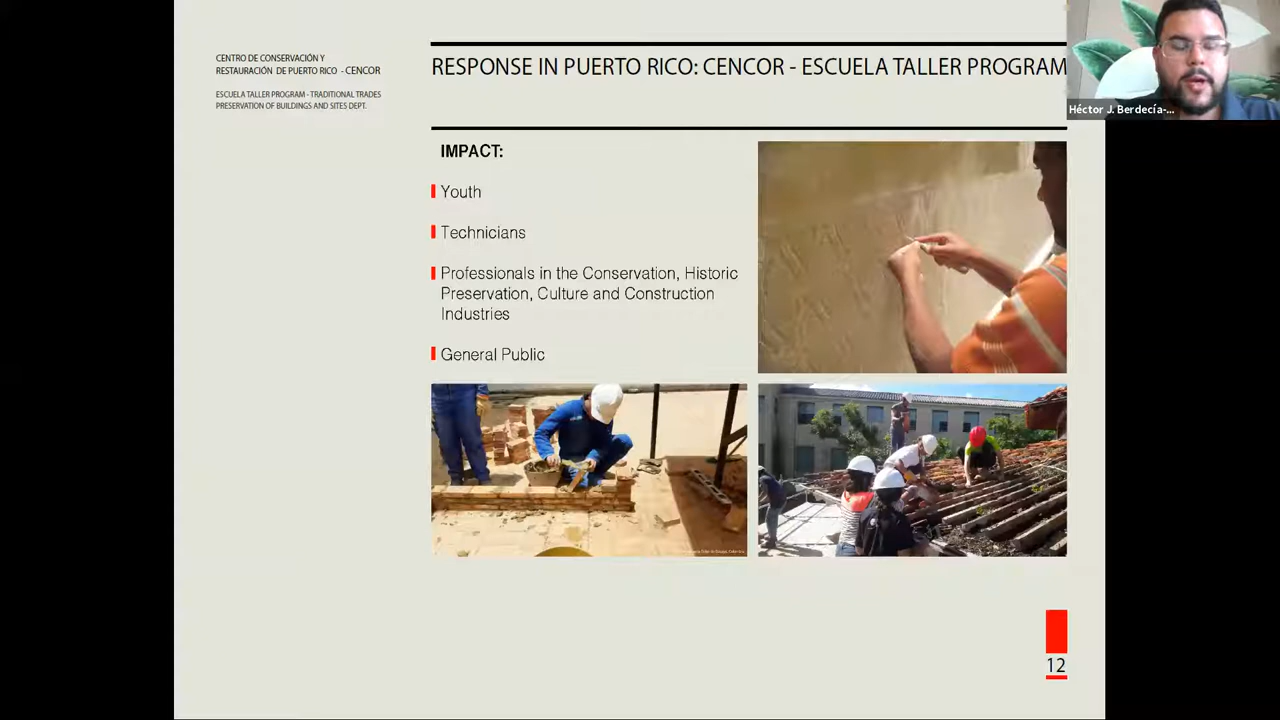 CENTRO DE CONSERVACIÓN Y
RESTAURACIÓN DE PUERTO RICO - CENCOR
ESCUELA TALLER PROGRAM - TRADITIONAL TRADES
PRESERVATION OF BUILDINGS AND SITES DEPT.
RESPONSE IN PUERTO RICO: CENCOR - ESCUELA TALLER PROGRAM
Héctor J. Berdecía-...
IMPACT:
Youth
Technicians
Professionals in the Conservation, Historic
Preservation, Culture and Construction
Industries
General Public
12